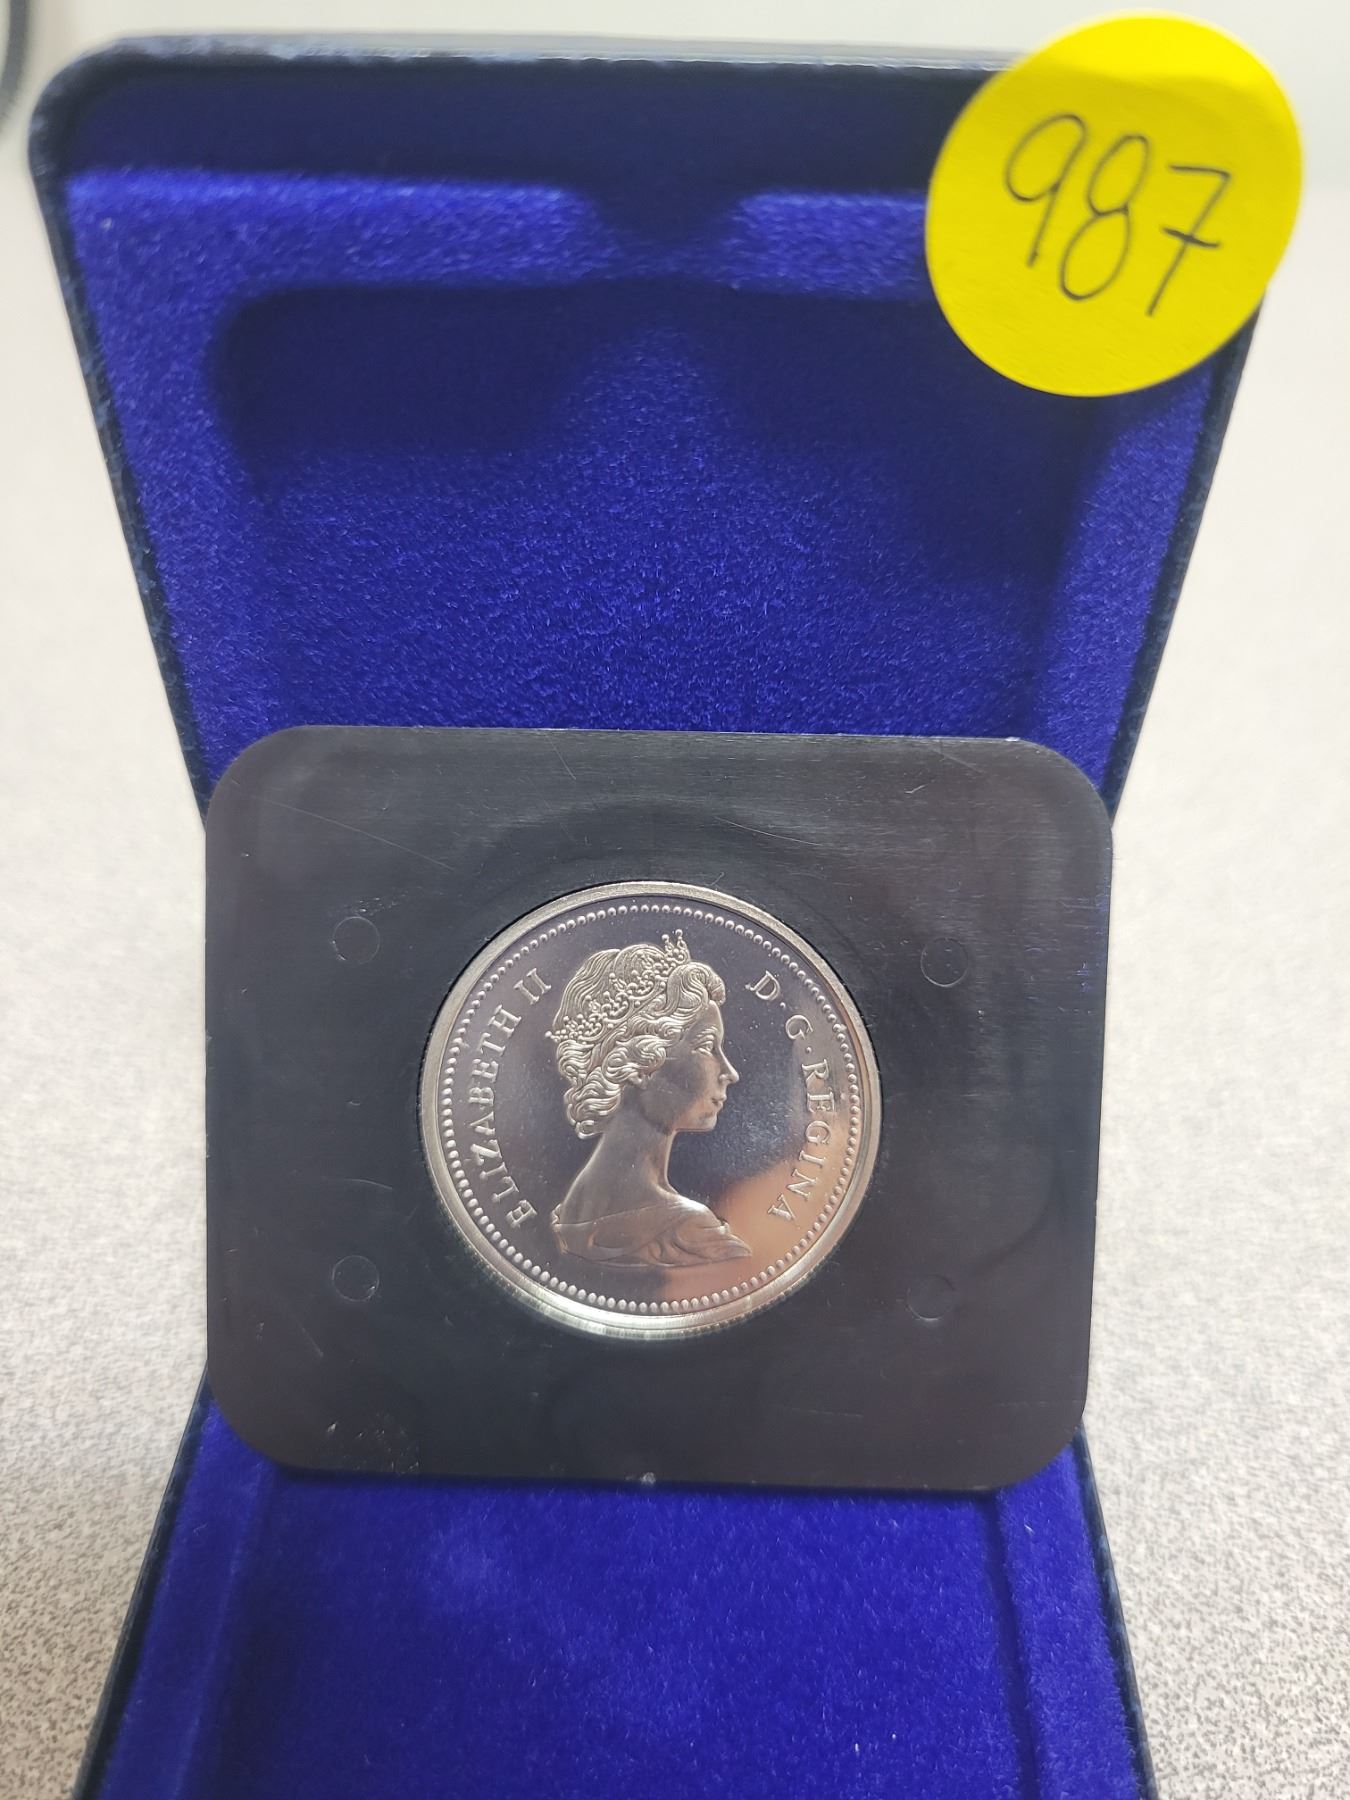 987
ELIZABETH II
D·G·REGINA